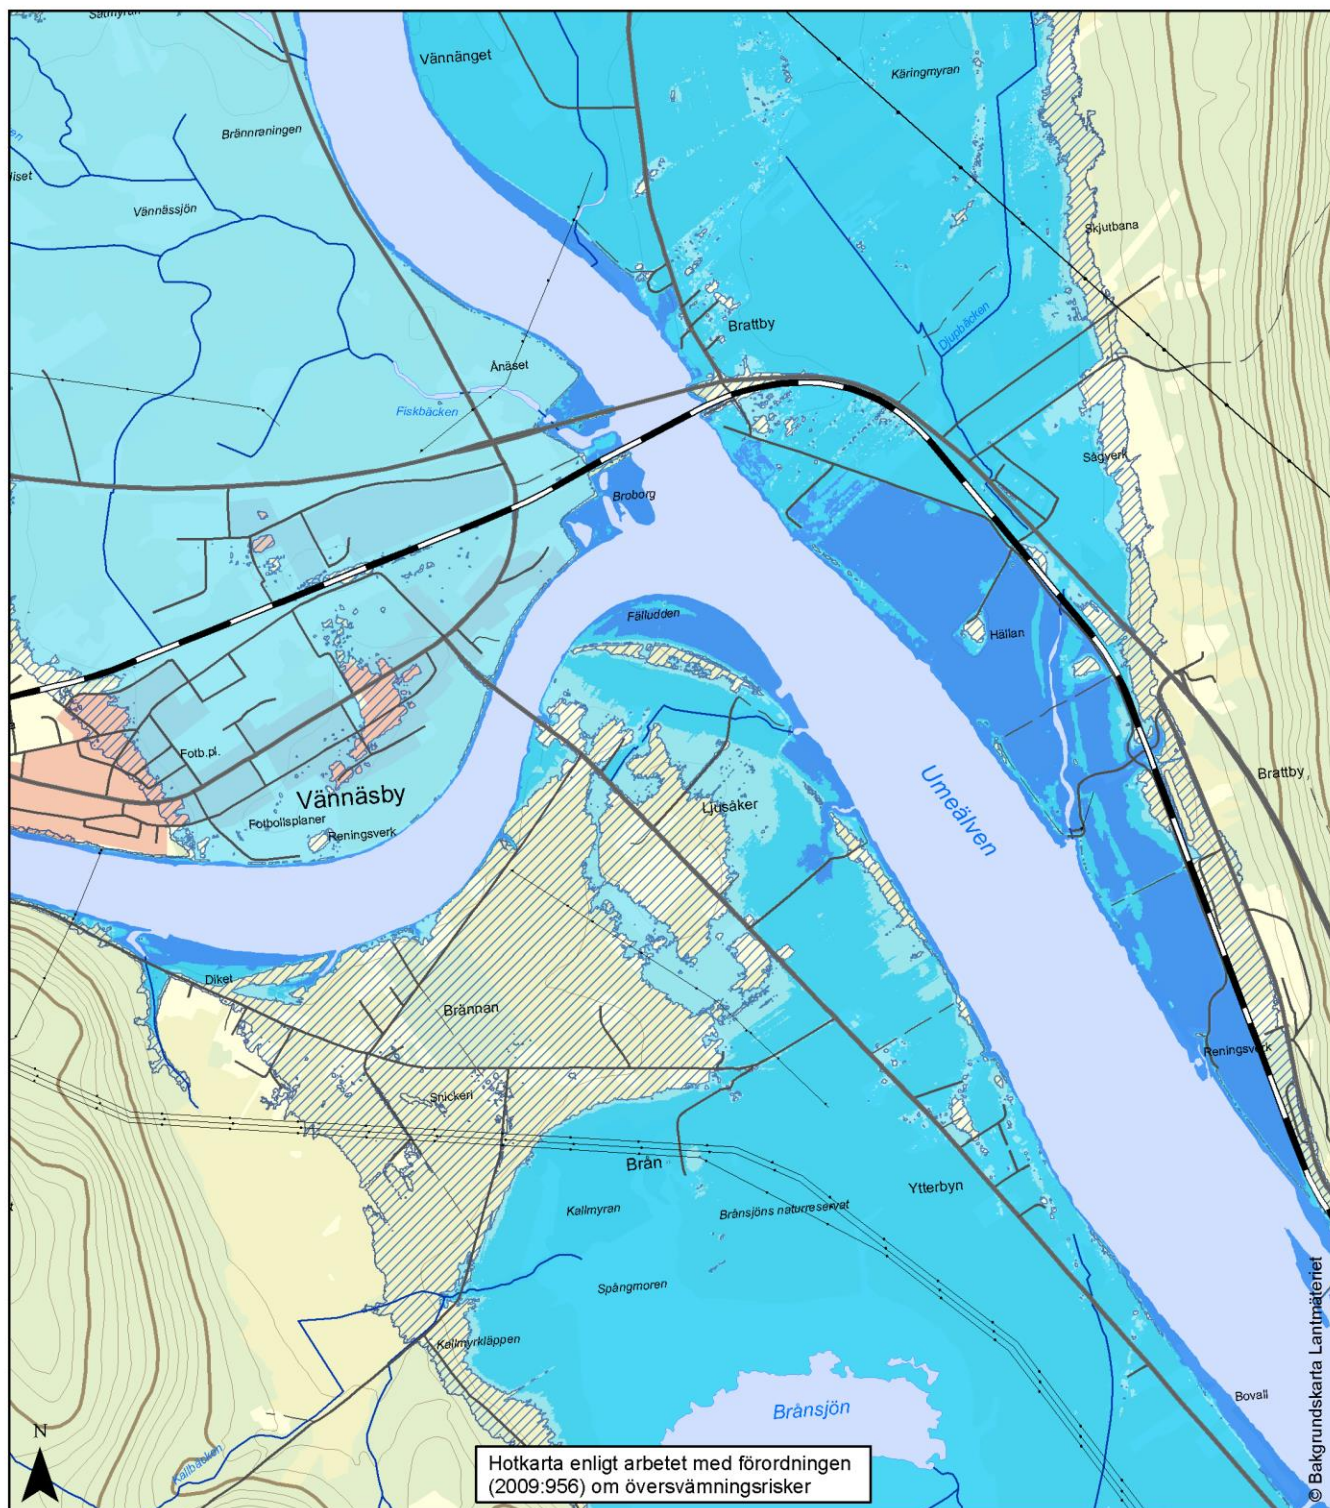 Vännänget
Käringmyran
Brännraningen
Vännässjön
Skjutbana
Djupbäcken
Brattby
Ånäset
Fiskbäcken
Sågverk
Broborg
Fälludden
Hällan
Fotb.pl.
Vännäsby
Fotbollsplaner
Reningsverk
Ljusåker
Umeälven
Brattby
Diket
Brännan
Reningsverk
Snickeri
Brån
Ytterbyn
Kallmyran
Brånsjöns naturreservat
Spångmoren
Kallmyrkläppen
Brånsjön
Bovall
Kallbäcken
N
Hotkarta enligt arbetet med förordningen
(2009:956) om översvämningsrisker
© Bakgrundskarta Lantmäteriet